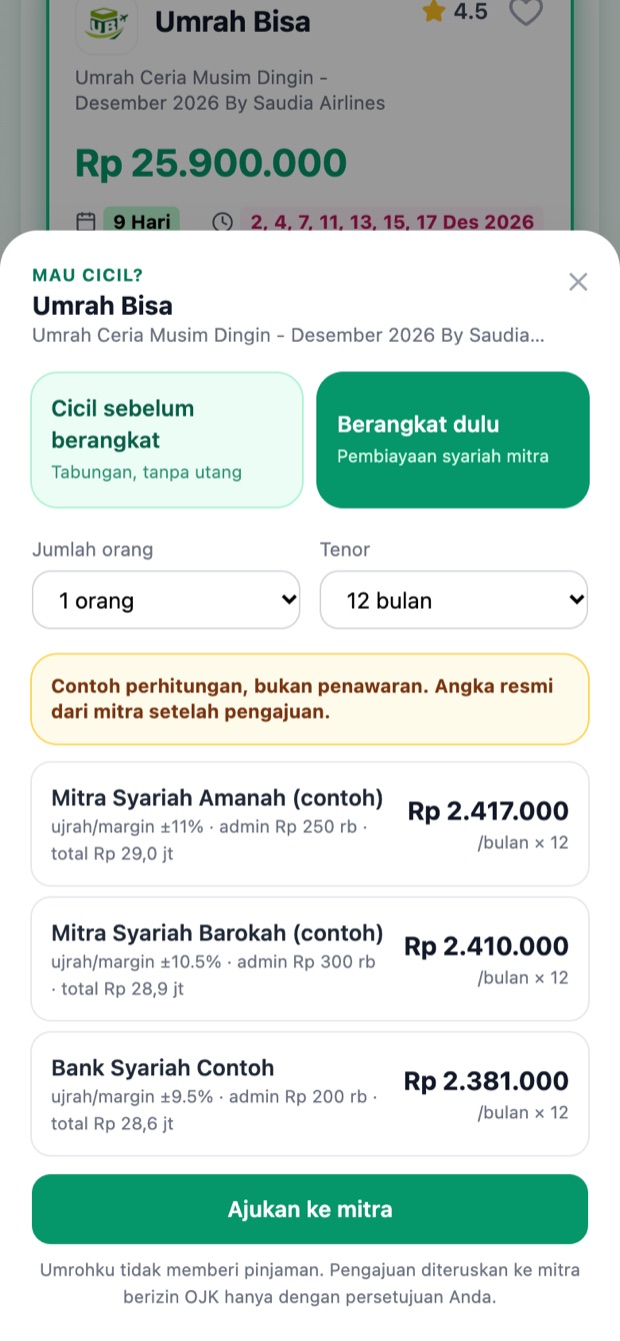 UB
Umrah Bisa
4.5
Umrah Ceria Musim Dingin -
Desember 2026 By Saudia Airlines
Rp 25.900.000
9 Hari
2, 4, 7, 11, 13, 15, 17 Des 2026
MAU CICIL?
Umrah Bisa
Umrah Ceria Musim Dingin - Desember 2026 By Saudia...
Cicil sebelum
berangkat
Tabungan, tanpa utang
Berangkat dulu
Pembiayaan syariah mitra
Jumlah orang
Tenor
1 orang
12 bulan
Contoh perhitungan, bukan penawaran. Angka resmi
dari mitra setelah pengajuan.
Mitra Syariah Amanah (contoh)
ujrah/margin ±11% · admin Rp 250 rb ·
total Rp 29,0 jt
Rp 2.417.000
/bulan × 12
Mitra Syariah Barokah (contoh)
ujrah/margin ±10.5% · admin Rp 300 rb
· total Rp 28,9 jt
Rp 2.410.000
/bulan × 12
Bank Syariah Contoh
ujrah/margin ±9.5% · admin Rp 200 rb ·
total Rp 28,6 jt
Rp 2.381.000
/bulan × 12
Ajukan ke mitra
Umrohku tidak memberi pinjaman. Pengajuan diteruskan ke mitra
berizin OJK hanya dengan persetujuan Anda.